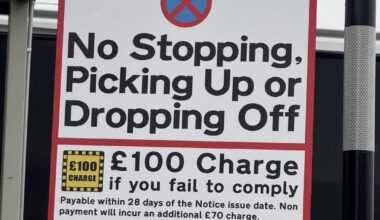 No Stopping,
Picking Up or
Dropping Off
£100
CHARGE
£100 Charge
if you fail to comply
Payable within 28 days of the Notice issue date. Non
payment will incur an additional £70 charge.